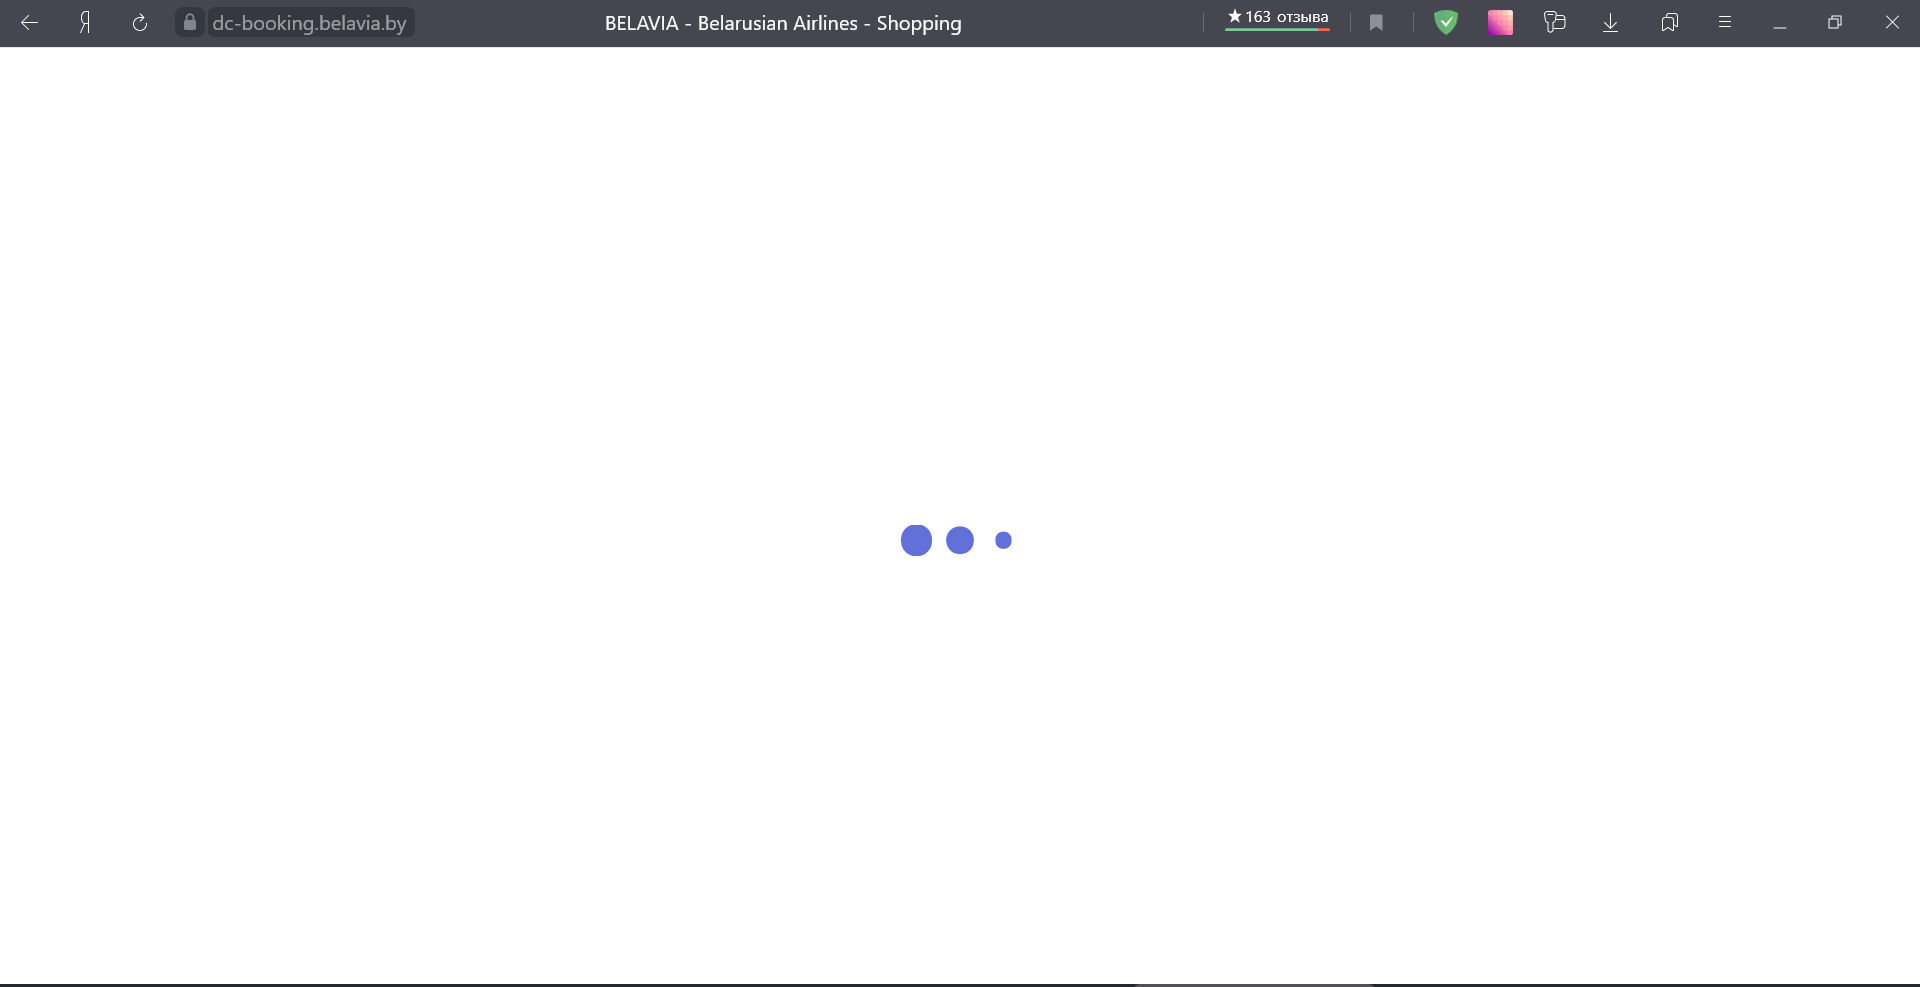 Я
dc-booking.belavia.by
BELAVIA - Belarusian Airlines - Shopping
★ 163 отзыва